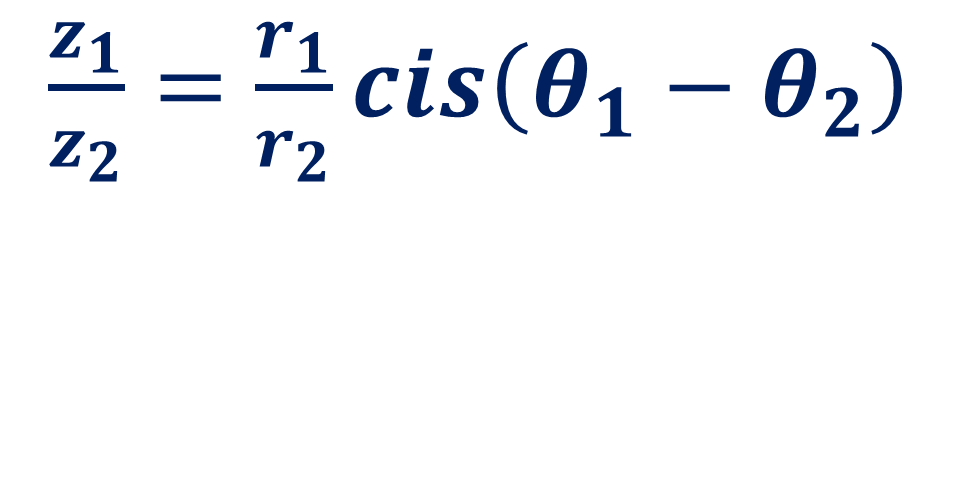 z₁/z₂ = r₁/r₂ cis(θ₁ − θ₂)